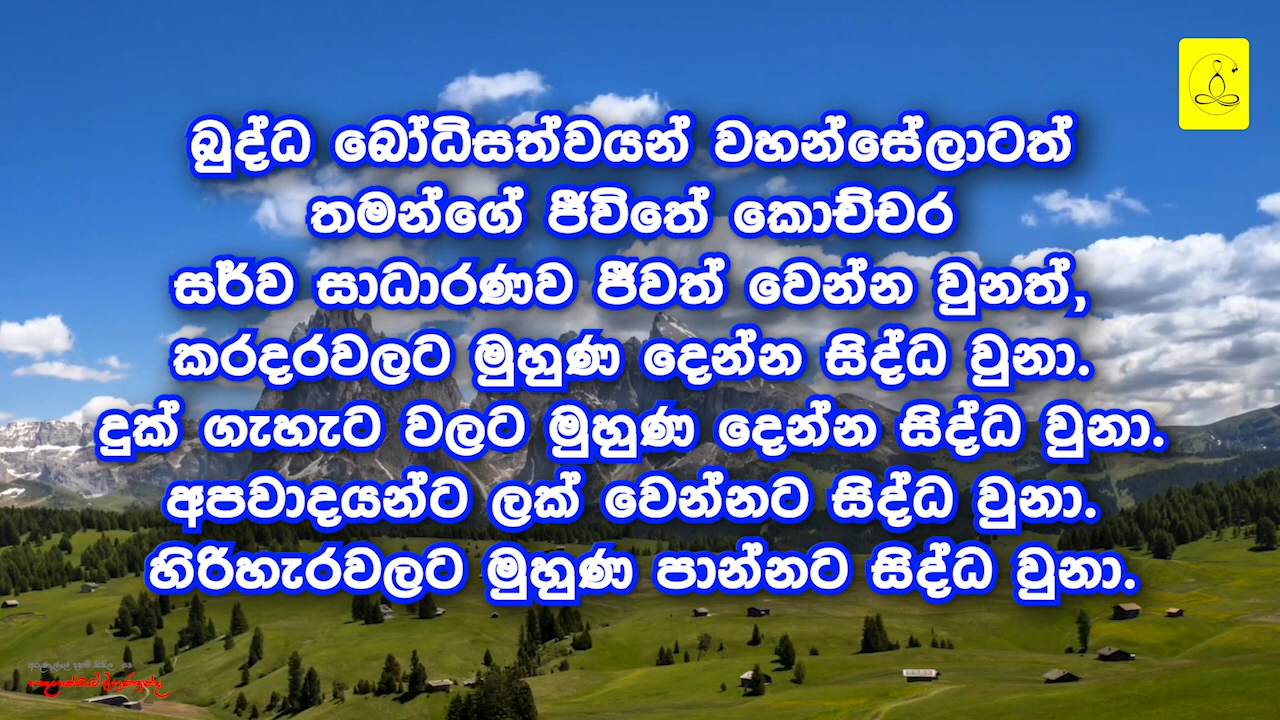 බුද්ධ බෝධිසත්වයන් වහන්සේලාටත්
තමන්ගේ ජීවිතේ කොච්චර
සර්ව සාධාරණව ජීවත් වෙන්න වුනත්,
කරදරවලට මුහුණ දෙන්න සිද්ධ වුනා.
දුක් ගැහැට වලට මුහුණ දෙන්න සිද්ධ වුනා.
අපවාදයන්ට ලක් වෙන්නට සිද්ධ වුනා.
හිරිහැරවලට මුහුණ පාන්නට සිද්ධ වුනා.